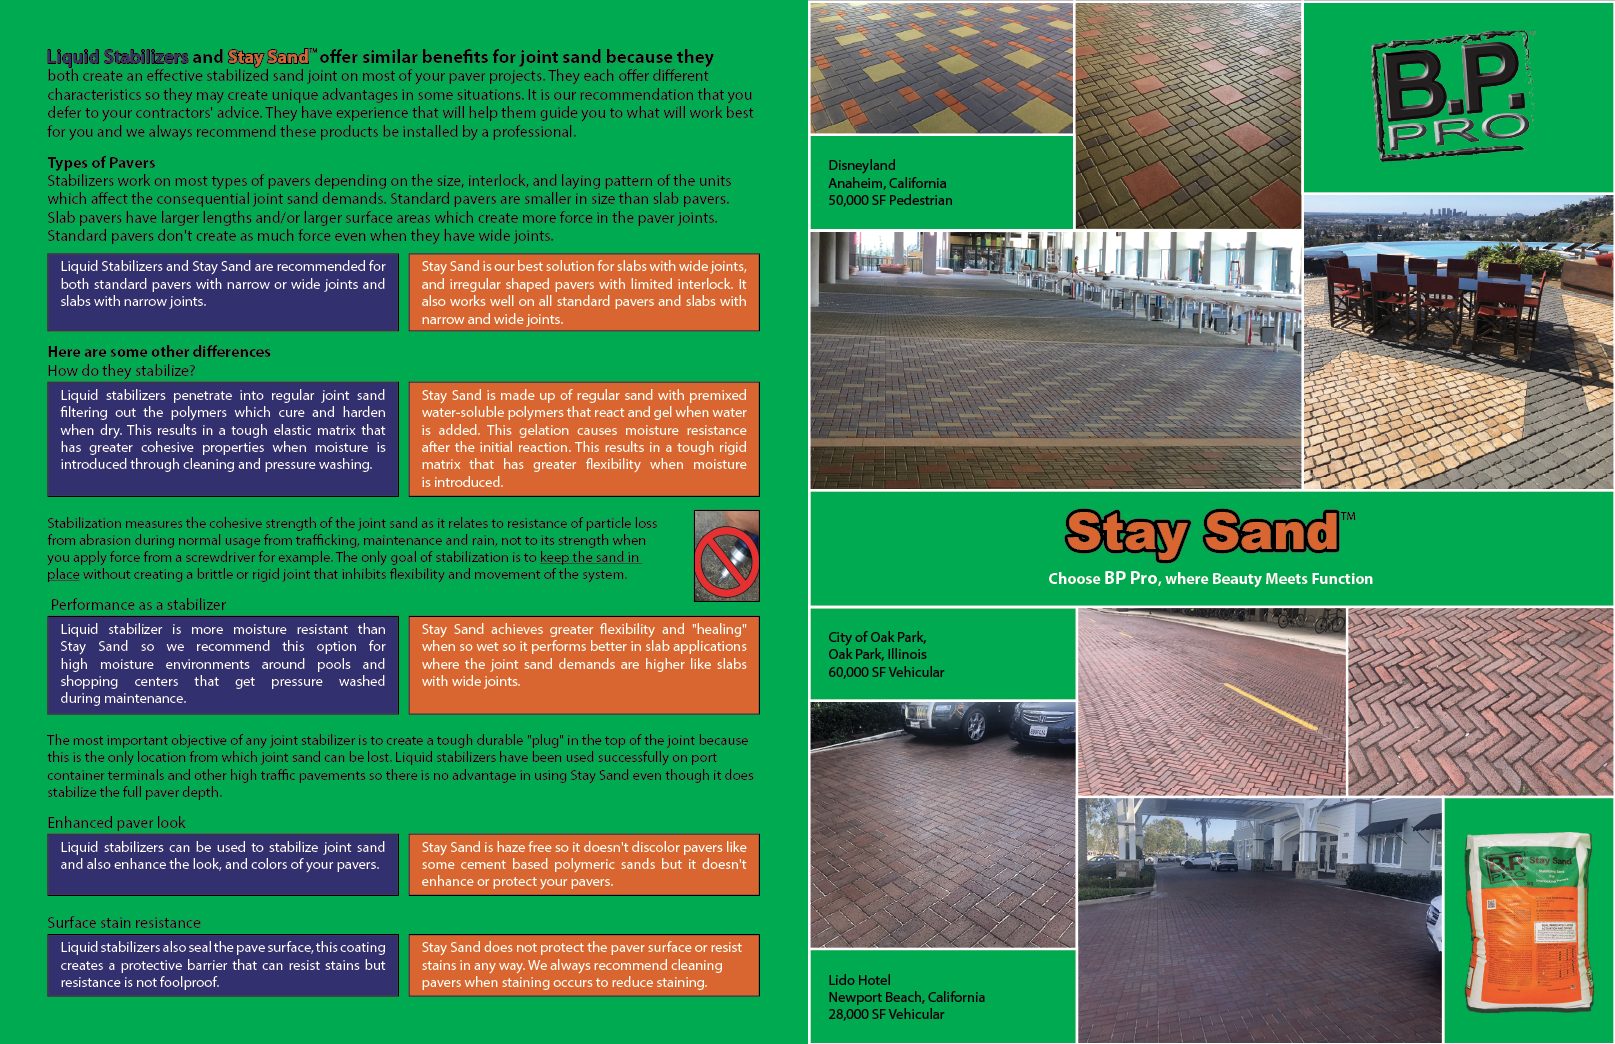 Liquid Stabilizers and Stay Sand™ offer similar benefits for joint sand because they
both create an effective stabilized sand joint on most of your paver projects. They each offer different
characteristics so they may create unique advantages in some situations. It is our recommendation that you
defer to your contractors' advice. They have experience that will help them guide you to what will work best
for you and we always recommend these products be installed by a professional.
Types of Pavers
Stabilizers work on most types of pavers depending on the size, interlock, and laying pattern of the units
which affect the consequential joint sand demands. Standard pavers are smaller in size than slab pavers.
Slab pavers have larger lengths and/or larger surface areas which create more force in the paver joints.
Standard pavers don't create as much force even when they have wide joints.
Liquid Stabilizers and Stay Sand are recommended for
both standard pavers with narrow or wide joints and
slabs with narrow joints.
Stay Sand is our best solution for slabs with wide joints,
and irregular shaped pavers with limited interlock. It
also works well on all standard pavers and slabs with
narrow and wide joints.
Here are some other differences
How do they stabilize?
Liquid stabilizers penetrate into regular joint sand
filtering out the polymers which cure and harden
when dry. This results in a tough elastic matrix that
has greater cohesive properties when moisture is
introduced through cleaning and pressure washing.
Stay Sand is made up of regular sand with premixed
water-soluble polymers that react and gel when water
is added. This gelation causes moisture resistance
after the initial reaction. This results in a tough rigid
matrix that has greater flexibility when moisture
is introduced.
Stabilization measures the cohesive strength of the joint sand as it relates to resistance of particle loss
from abrasion during normal usage from trafficking, maintenance and rain, not to its strength when
you apply force from a screwdriver for example. The only goal of stabilization is to keep the sand in
place without creating a brittle or rigid joint that inhibits flexibility and movement of the system.
Performance as a stabilizer
Liquid stabilizer is more moisture resistant than
Stay Sand so we recommend this option for
high moisture environments around pools and
shopping centers that get pressure washed
during maintenance.
Stay Sand achieves greater flexibility and "healing"
when so wet so it performs better in slab applications
where the joint sand demands are higher like slabs
with wide joints.
The most important objective of any joint stabilizer is to create a tough durable "plug" in the top of the joint because
this is the only location from which joint sand can be lost. Liquid stabilizers have been used successfully on port
container terminals and other high traffic pavements so there is no advantage in using Stay Sand even though it does
stabilize the full paver depth.
Enhanced paver look
Liquid stabilizers can be used to stabilize joint sand
and also enhance the look, and colors of your pavers.
Stay Sand is haze free so it doesn't discolor pavers like
some cement based polymeric sands but it doesn't
enhance or protect your pavers.
Surface stain resistance
Liquid stabilizers also seal the pave surface, this coating
creates a protective barrier that can resist stains but
resistance is not foolproof.
Stay Sand does not protect the paver surface or resist
stains in any way. We always recommend cleaning
pavers when staining occurs to reduce staining.
B.P.
PRO
Disneyland
Anaheim, California
50,000 SF Pedestrian
Stay Sand™
Choose BP Pro, where Beauty Meets Function
City of Oak Park,
Oak Park, Illinois
60,000 SF Vehicular
Lido Hotel
Newport Beach, California
28,000 SF Vehicular
B.P.
PRO
Stay Sand